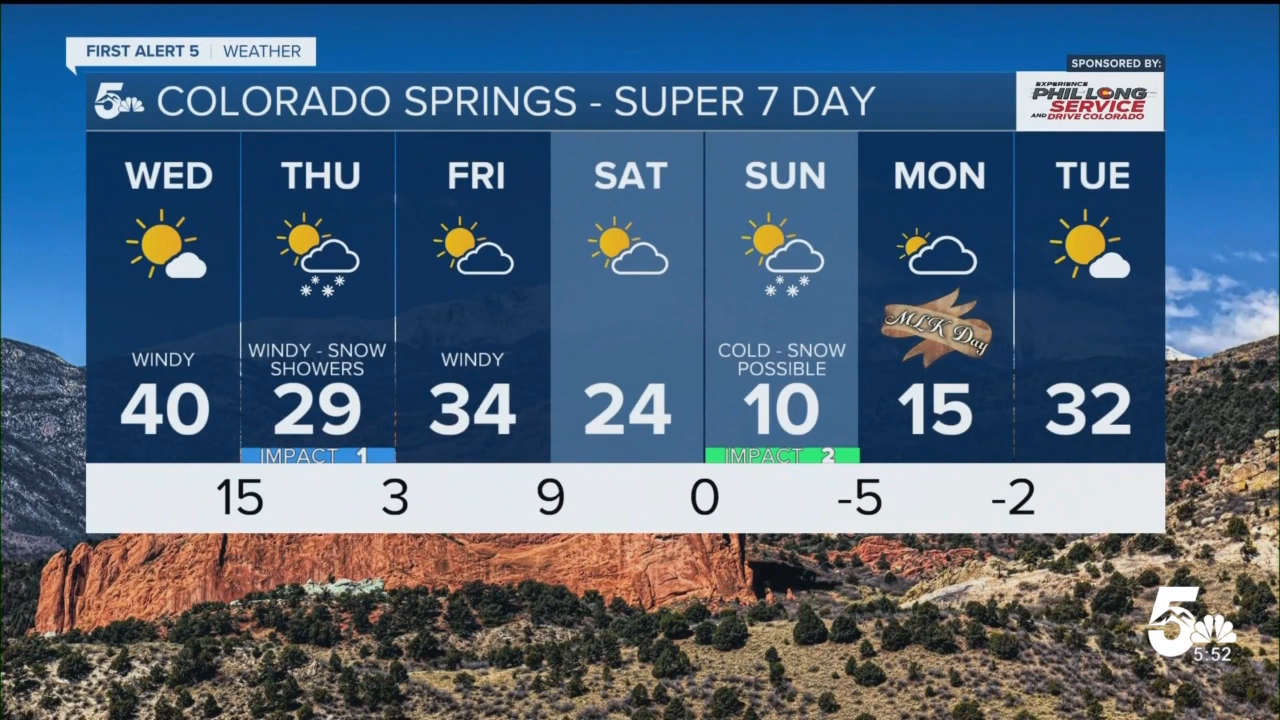 FIRST ALERT 5 | WEATHER
SPONSORED BY:
5 COLORADO SPRINGS - SUPER 7 DAY
EXPERIENCE
PHIL LONG
SERVICE
AND DRIVE COLORADO
WED THU FRI SAT SUN MON TUE
MLK Day
WINDY
WINDY - SNOW
SHOWERS
WINDY
COLD - SNOW
POSSIBLE
40 29 34 24 10 15 32
IMPACT 1
IMPACT 2
15 3 9 0 -5 -2
5
5:52